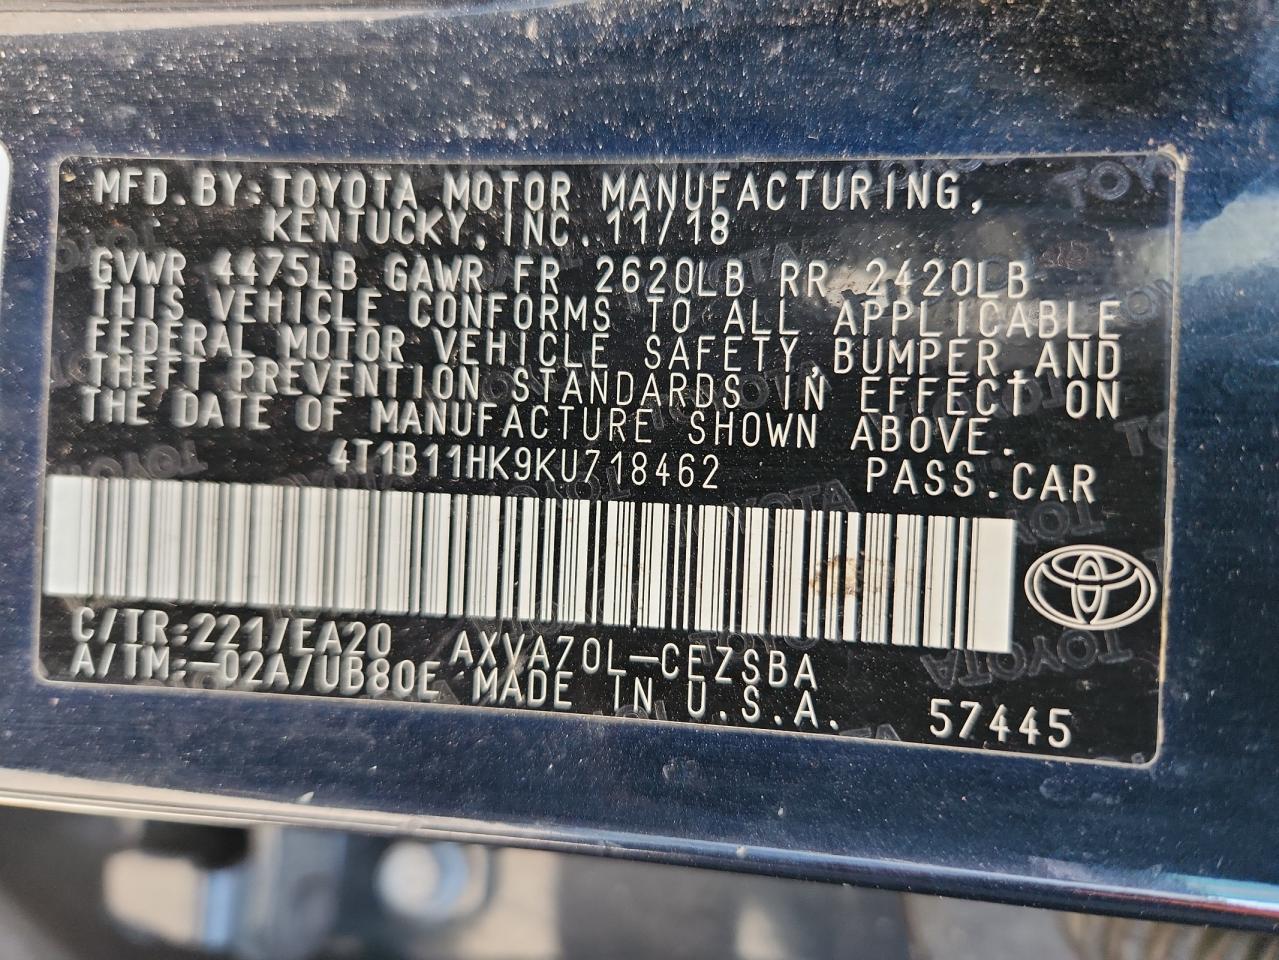 MFD.BY:TOYOTA MOTOR MANUFACTURING,
KENTUCKY, INC. 11/18
GVWR 4475LB GAWR FR 2620LB RR 2420LB
THIS VEHICLE CONFORMS TO ALL APPLICABLE
FEDERAL MOTOR VEHICLE SAFETY,BUMPER,AND
THEFT PREVENTION STANDARDS IN EFFECT ON
THE DATE OF MANUFACTURE SHOWN ABOVE.
4T1B11HK9KU718462 PASS.CAR
C/TR:221/EA20 AXVA70L-CEZSBA
A/TM:-02A/UB80E MADE IN U.S.A. 57445